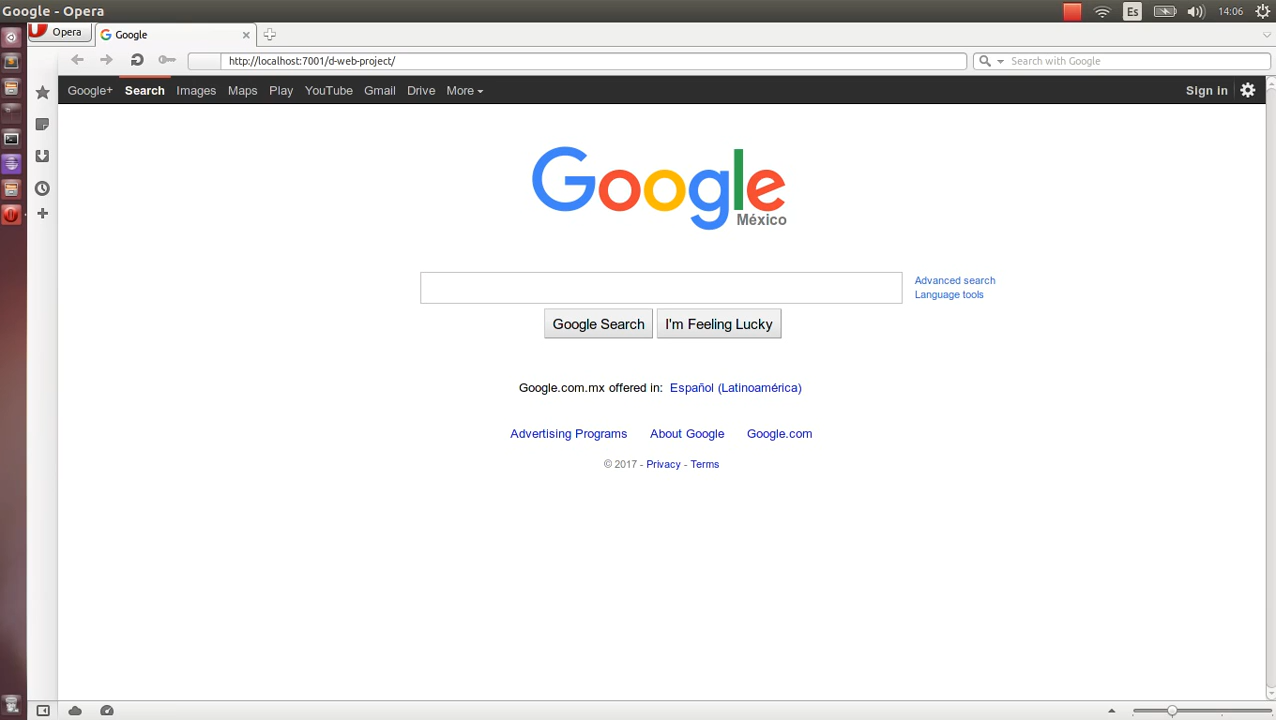 Google - Opera
Es
14:06
Opera
Google
http://localhost:7001/d-web-project/
Search with Google
Google+ Search Images Maps Play YouTube Gmail Drive More
Sign in
Google
México
Advanced search
Language tools
Google Search
I'm Feeling Lucky
Google.com.mx offered in: Español (Latinoamérica)
Advertising Programs About Google Google.com
© 2017 - Privacy - Terms